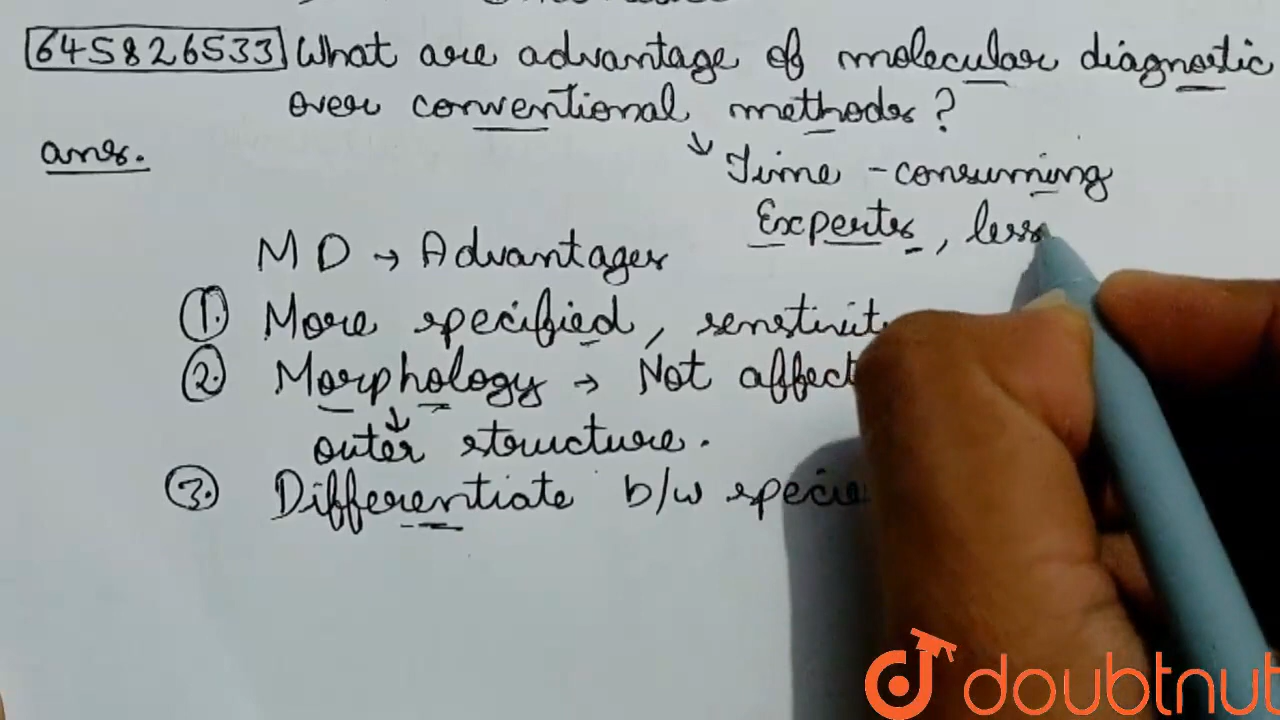 645826533 What are advantage of molecular diagnostic
over conventional methods?
ans.
↓ Time - consuming
Experts, less
M D → Advantages
1. More specified, senstivit
2. Morphology → Not affect
↓
outer structure.
3. Differentiate b/w specie
doubtnut